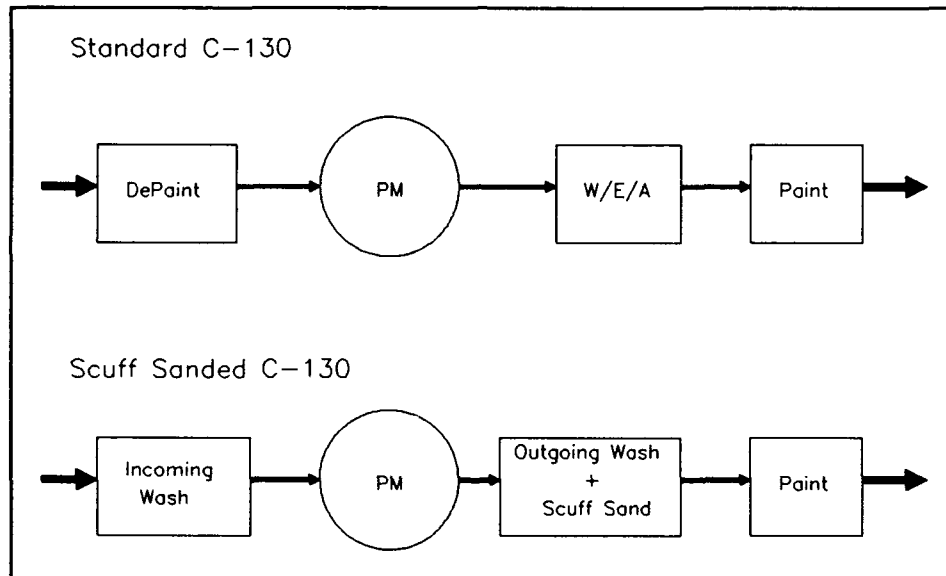 Standard C-130
DePaint
PM
W/E/A
Paint
Scuff Sanded C-130
Incoming
Wash
PM
Outgoing Wash
+
Scuff Sand
Paint